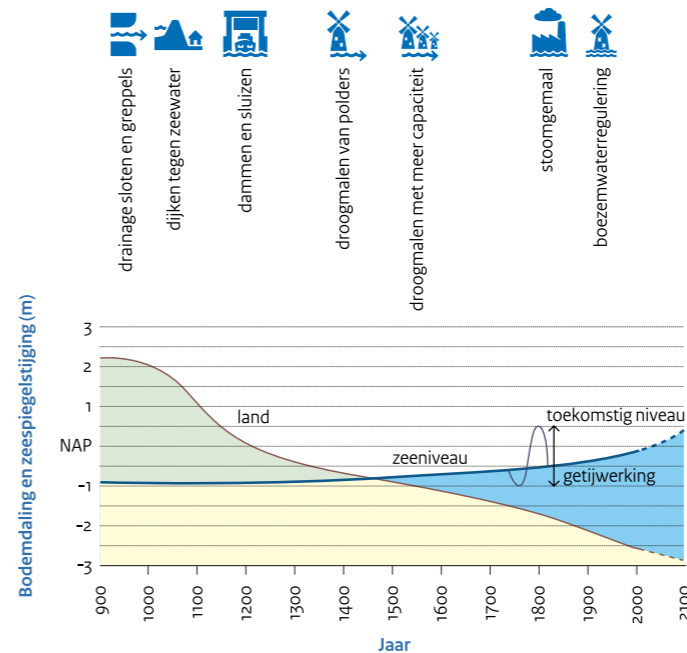 drainage sloten en greppels
dijken tegen zeewater
dammen en sluizen
droogmalen van polders
droogmalen met meer capaciteit
stoomgemaal
boezemwaterregulering
Bodemdaling en zeespiegelstijging (m)
3
2
1
NAP
-1
-2
-3
land
zeeniveau
toekomstig niveau
getijwerking
900
1000
1100
1200
1300
1400
1500
1600
1700
1800
1900
2000
2100
Jaar